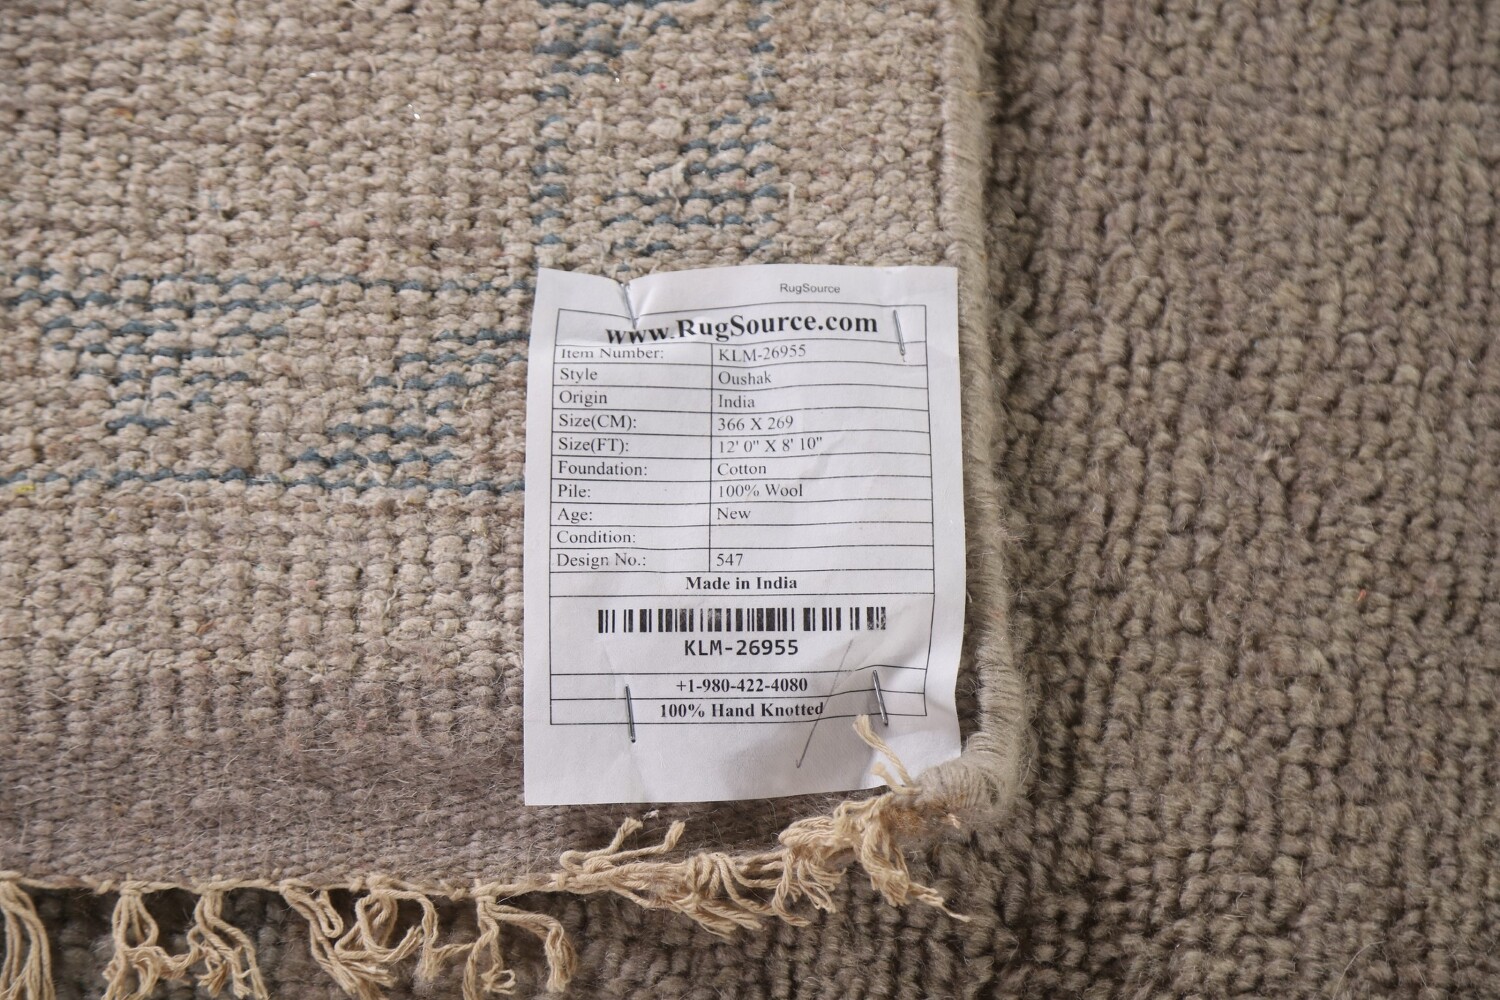 RugSource
www.RugSource.com
Item Number: KLM-26955
Style Oushak
Origin India
Size(CM): 366 X 269
Size(FT): 12' 0" X 8' 10"
Foundation: Cotton
Pile: 100% Wool
Age: New
Condition:
Design No.: 547
Made in India
KLM-26955
+1-980-422-4080
100% Hand Knotted